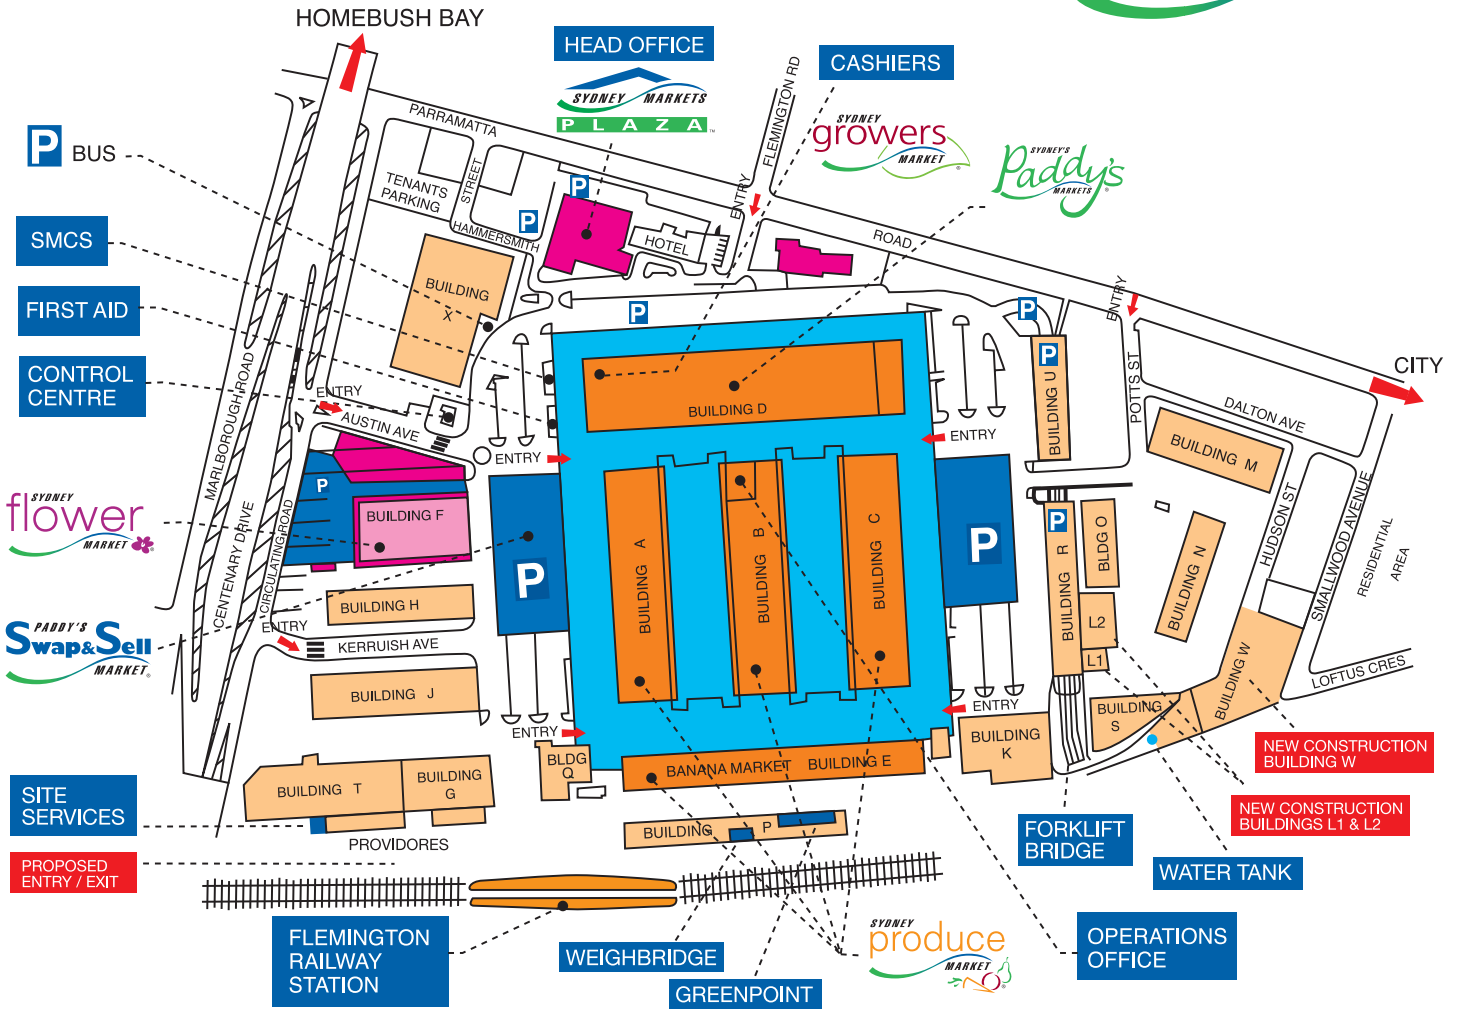 HOMEBUSH BAY
HEAD OFFICE
SYDNEY MARKETS
PLAZA
CASHIERS
FLEMINGTON RD
SYDNEY
growers
MARKET
SYDNEY'S
Paddy's
MARKETS
P BUS
PARRAMATTA
ROAD
TENANTS
PARKING
STREET
HAMMERSMITH
P
P
HOTEL
ENTRY
SMCS
FIRST AID
CONTROL
CENTRE
BUILDING
X
P
P
ENTRY
P
BUILDING U
POTTS ST
CITY
DALTON AVE
MARLBOROUGH ROAD
ENTRY
AUSTIN AVE
BUILDING D
ENTRY
ENTRY
BUILDING M
HUDSON ST
SMALLWOOD AVENUE
RESIDENTIAL
AREA
SYDNEY
flower
MARKET
P
BUILDING F
CENTENARY DRIVE
CIRCULATING ROAD
P
BUILDING A
BUILDING B
BUILDING C
P
P
BUILDING R
BLDG O
BUILDING N
L2
L1
BUILDING H
ENTRY
KERRUISH AVE
PADDY'S
Swap&Sell
MARKET
BUILDING J
ENTRY
ENTRY
BUILDING
S
BUILDING W
LOFTUS CRES
BUILDING
K
BLDG
Q
BANANA MARKET BUILDING E
BUILDING T
BUILDING
G
SITE
SERVICES
PROVIDORES
PROPOSED
ENTRY / EXIT
BUILDING P
NEW CONSTRUCTION
BUILDING W
NEW CONSTRUCTION
BUILDINGS L1 & L2
FORKLIFT
BRIDGE
WATER TANK
FLEMINGTON
RAILWAY
STATION
WEIGHBRIDGE
GREENPOINT
SYDNEY
produce
MARKET
OPERATIONS
OFFICE